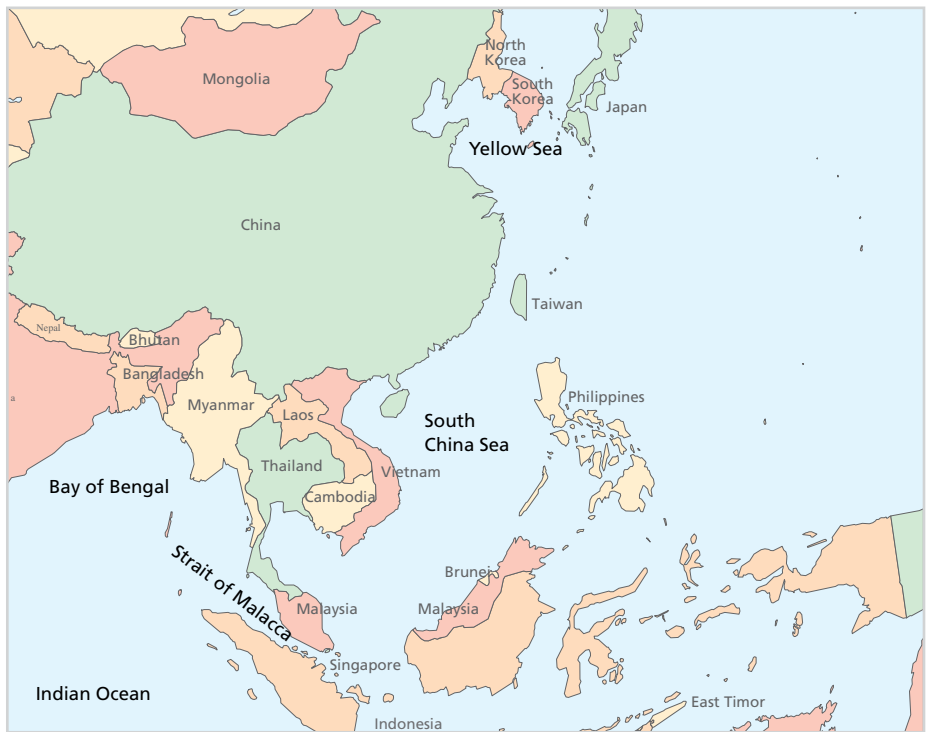 North
Korea
Mongolia
South
Korea
Japan
Yellow Sea
China
Taiwan
Nepal
Bhutan
Bangladesh
a
Myanmar
Laos
Philippines
South
China Sea
Thailand
Vietnam
Bay of Bengal
Cambodia
Strait of Malacca
Brunei
Malaysia
Malaysia
Singapore
Indian Ocean
East Timor
Indonesia